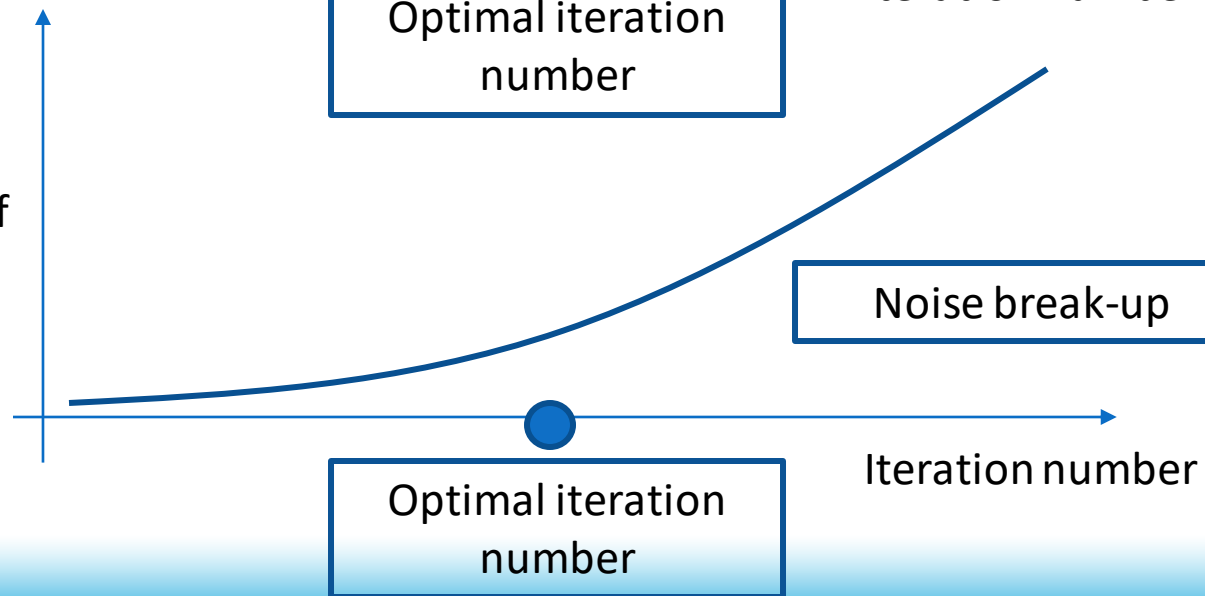 Optimal iteration
number
f
Noise break-up
Iteration number
Optimal iteration
number